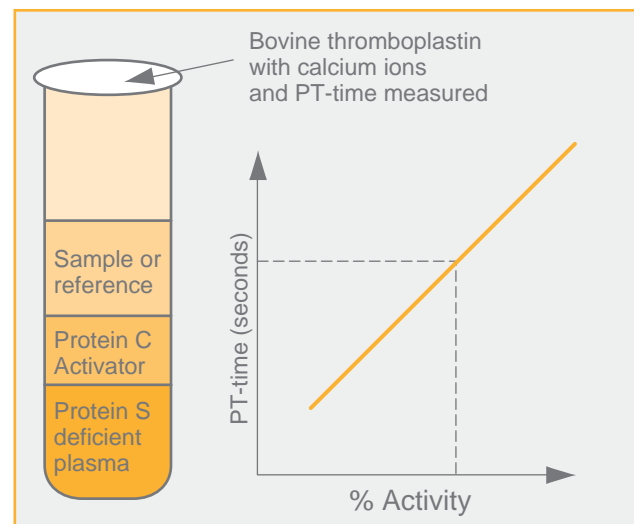 Bovine thromboplastin
with calcium ions
and PT-time measured
Sample or
reference
Protein C
Activator
Protein S
deficient
plasma
PT-time (seconds)
% Activity